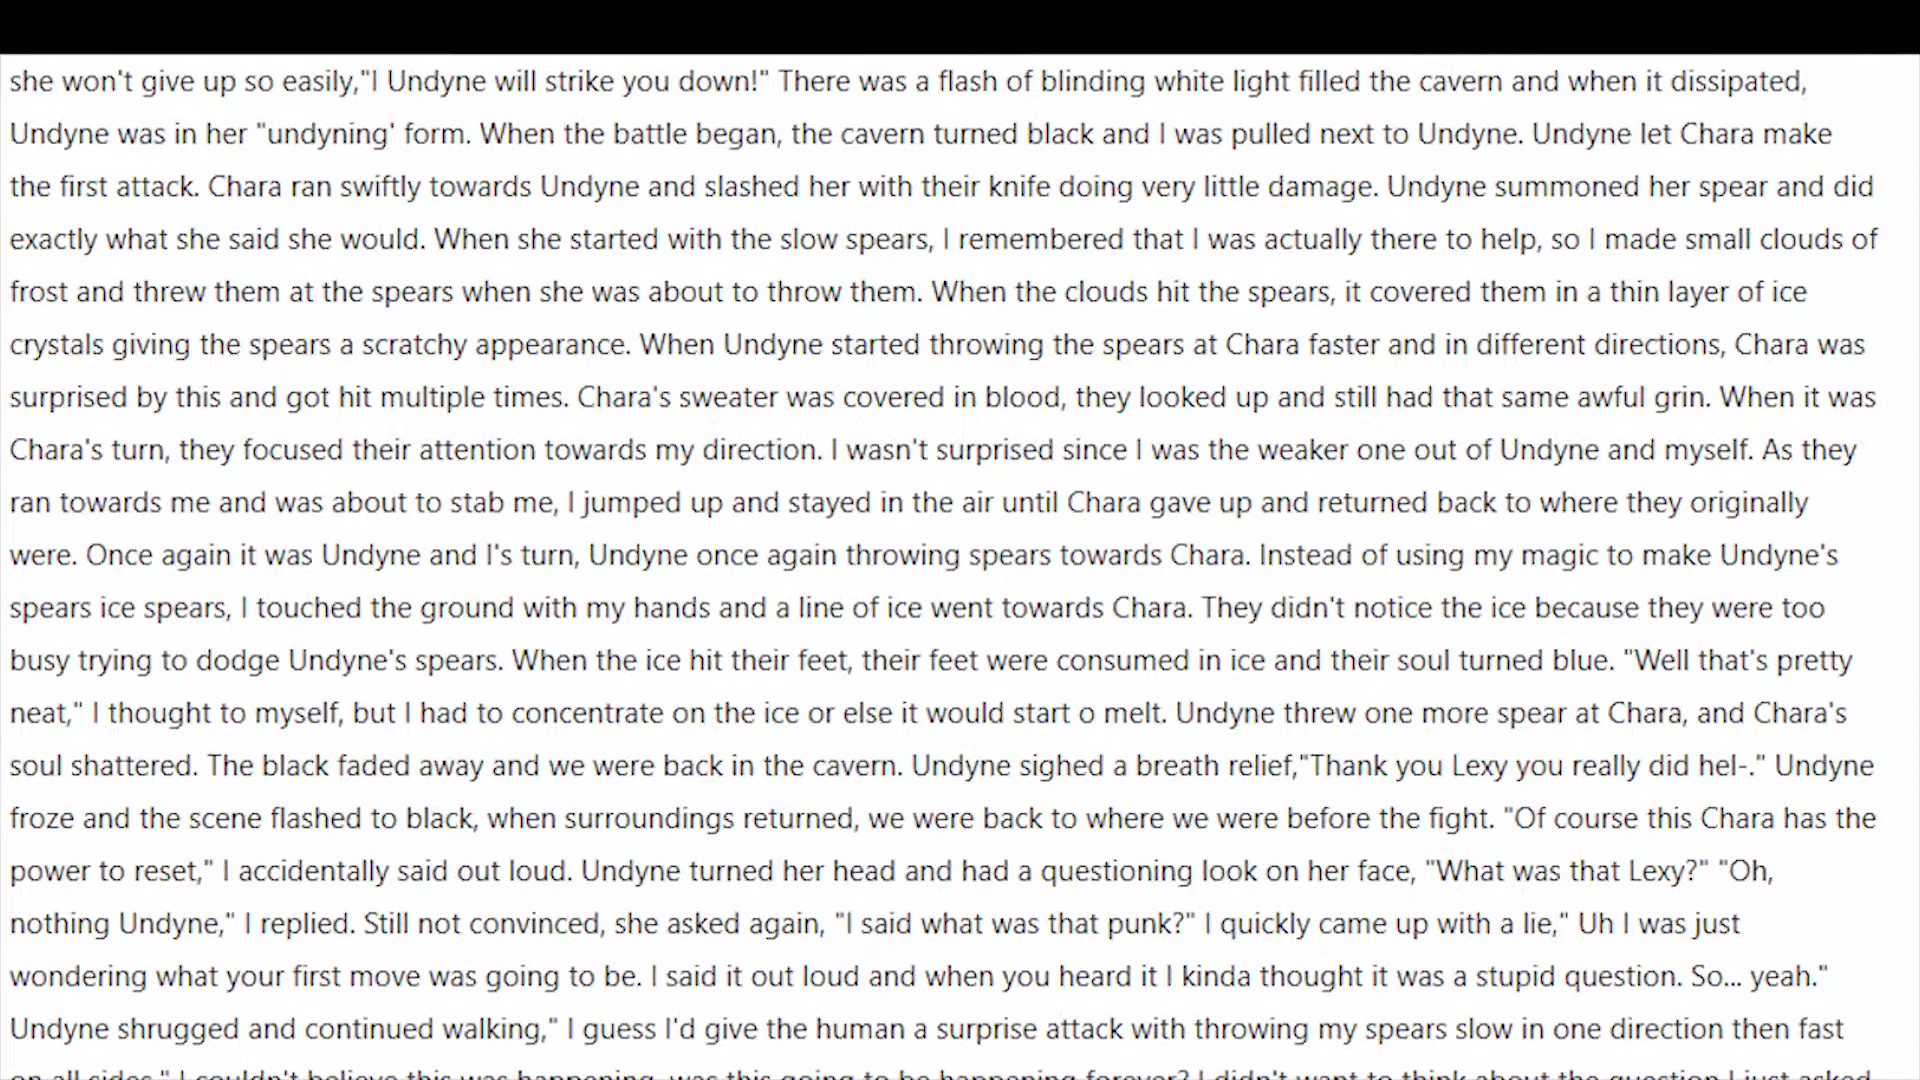 she won't give up so easily,"I Undyne will strike you down!" There was a flash of blinding white light filled the cavern and when it dissipated,
Undyne was in her "undyning' form. When the battle began, the cavern turned black and I was pulled next to Undyne. Undyne let Chara make
the first attack. Chara ran swiftly towards Undyne and slashed her with their knife doing very little damage. Undyne summoned her spear and did
exactly what she said she would. When she started with the slow spears, I remembered that I was actually there to help, so I made small clouds of
frost and threw them at the spears when she was about to throw them. When the clouds hit the spears, it covered them in a thin layer of ice
crystals giving the spears a scratchy appearance. When Undyne started throwing the spears at Chara faster and in different directions, Chara was
surprised by this and got hit multiple times. Chara's sweater was covered in blood, they looked up and still had that same awful grin. When it was
Chara's turn, they focused their attention towards my direction. I wasn't surprised since I was the weaker one out of Undyne and myself. As they
ran towards me and was about to stab me, I jumped up and stayed in the air until Chara gave up and returned back to where they originally
were. Once again it was Undyne and I's turn, Undyne once again throwing spears towards Chara. Instead of using my magic to make Undyne's
spears ice spears, I touched the ground with my hands and a line of ice went towards Chara. They didn't notice the ice because they were too
busy trying to dodge Undyne's spears. When the ice hit their feet, their feet were consumed in ice and their soul turned blue. "Well that's pretty
neat," I thought to myself, but I had to concentrate on the ice or else it would start o melt. Undyne threw one more spear at Chara, and Chara's
soul shattered. The black faded away and we were back in the cavern. Undyne sighed a breath relief,"Thank you Lexy you really did hel-." Undyne
froze and the scene flashed to black, when surroundings returned, we were back to where we were before the fight. "Of course this Chara has the
power to reset," I accidentally said out loud. Undyne turned her head and had a questioning look on her face, "What was that Lexy?" "Oh,
nothing Undyne," I replied. Still not convinced, she asked again, "I said what was that punk?" I quickly came up with a lie," Uh I was just
wondering what your first move was going to be. I said it out loud and when you heard it I kinda thought it was a stupid question. So... yeah."
Undyne shrugged and continued walking," I guess I'd give the human a surprise attack with throwing my spears slow in one direction then fast
on all sides." I couldn't believe this was happening, was this going to be happening forever? I didn't want to think about the question I just asked